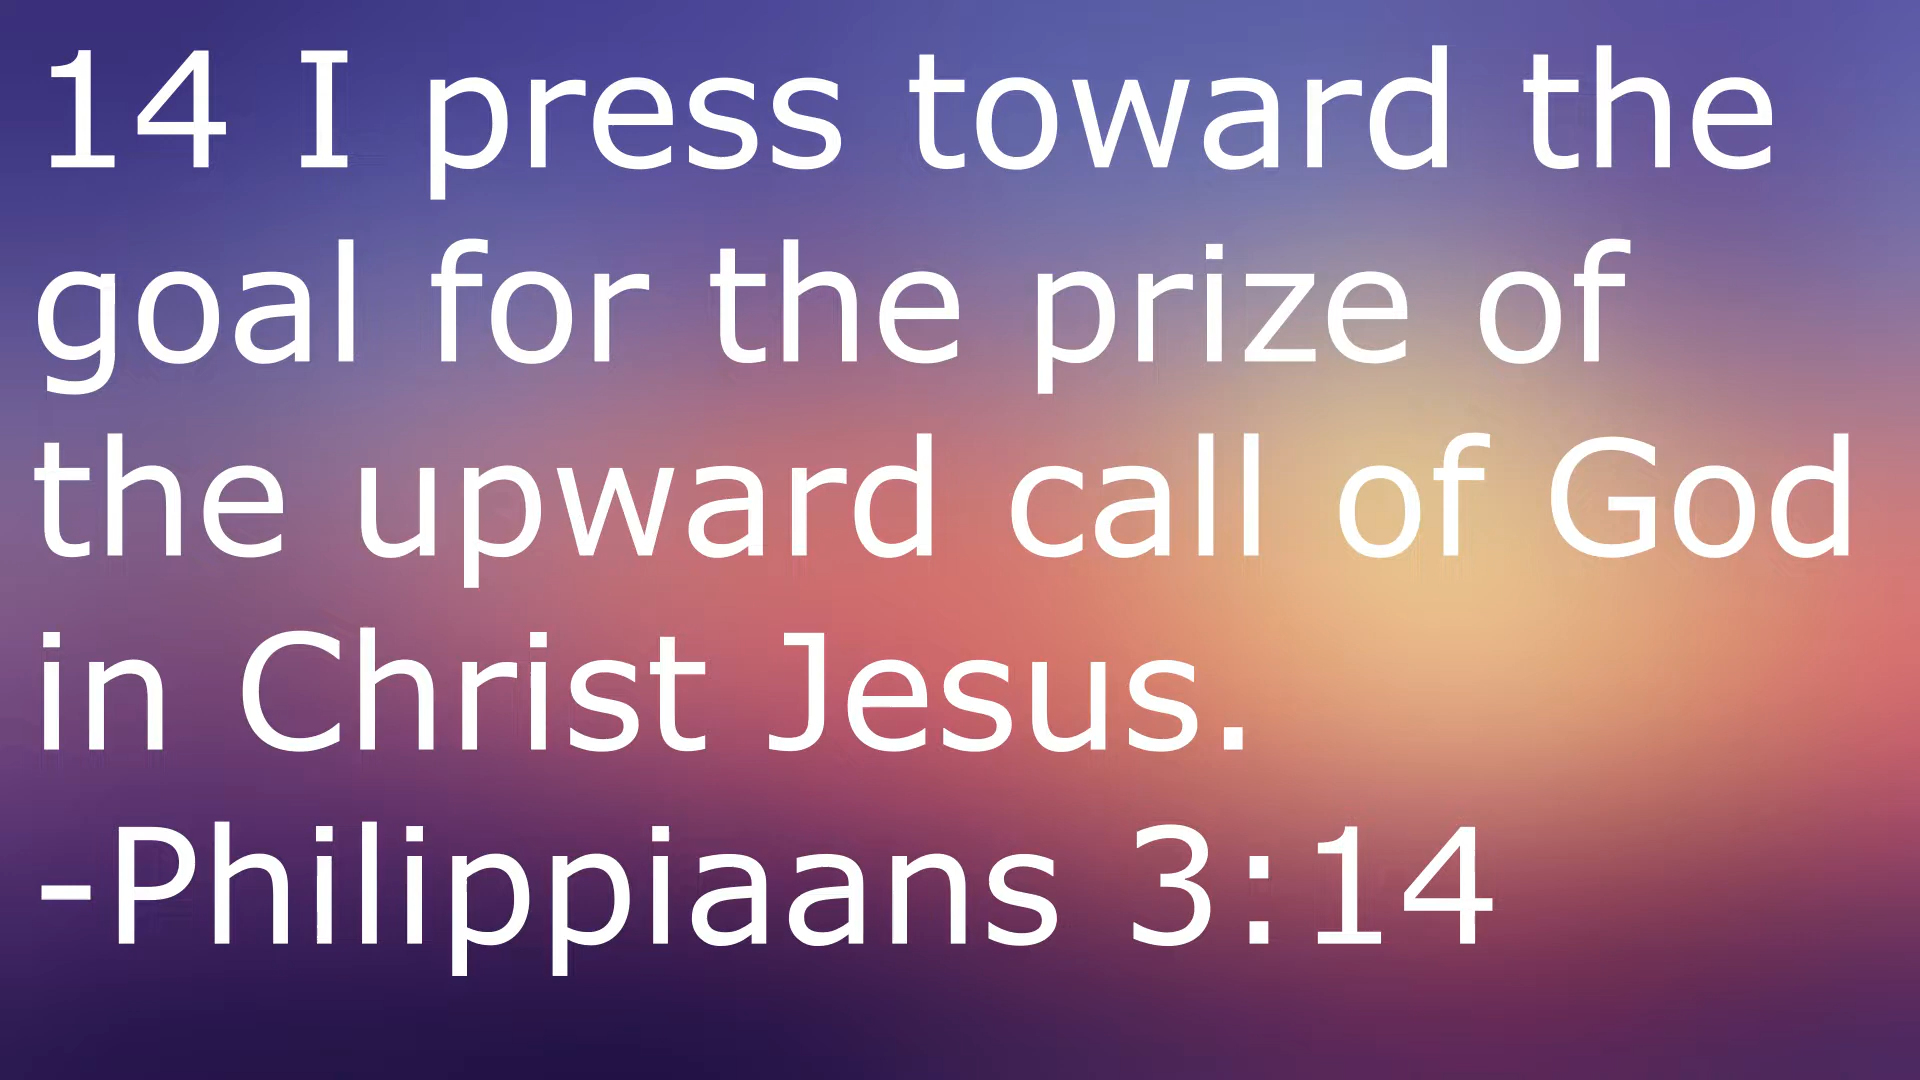 14 I press toward the
goal for the prize of
the upward call of God
in Christ Jesus.
-Philippiaans 3:14